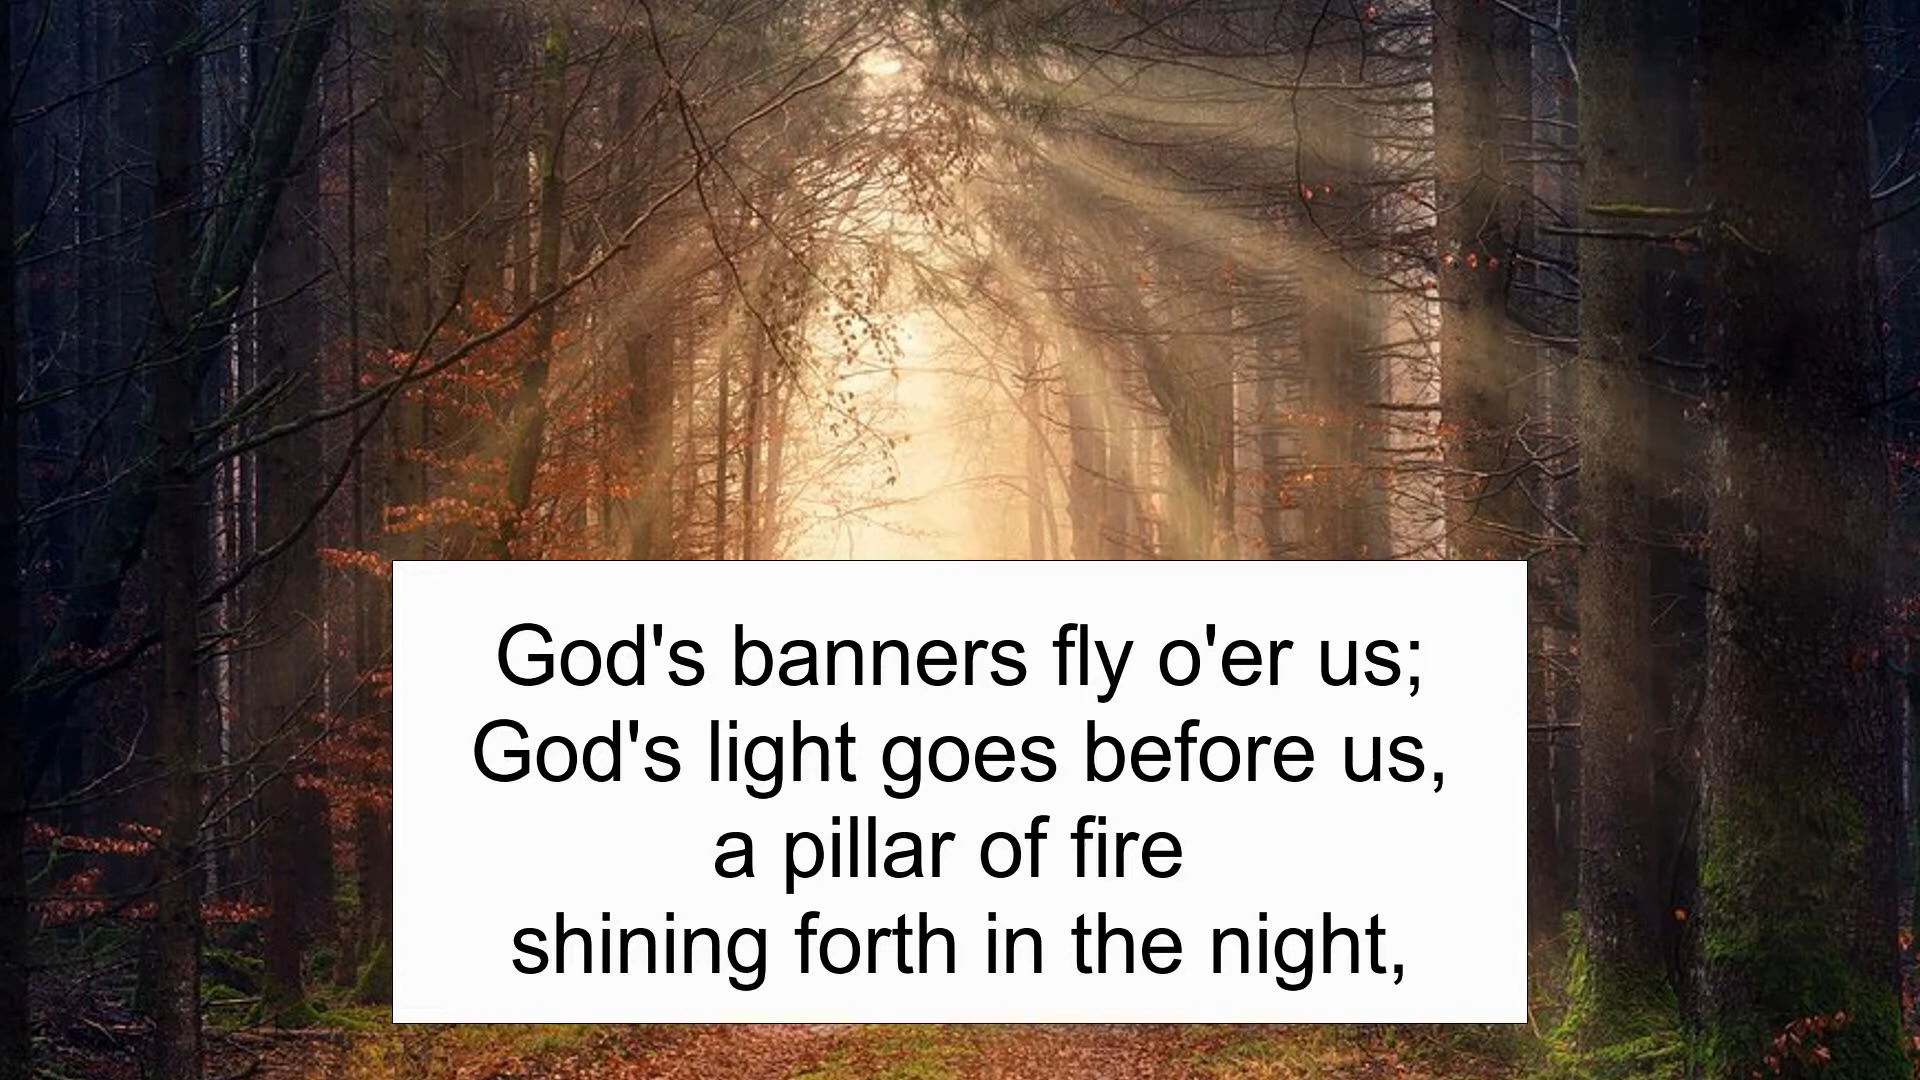 God's banners fly o'er us;
God's light goes before us,
a pillar of fire
shining forth in the night,